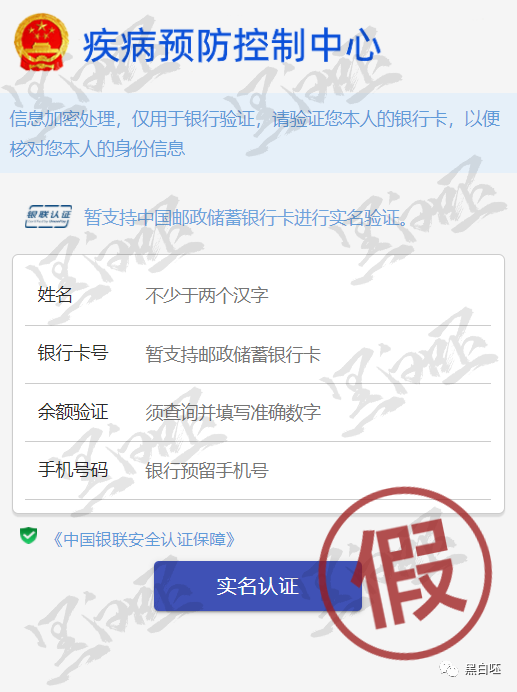 疾病预防控制中心
信息加密处理，仅用于银行验证，请验证您本人的银行卡，以便
核对您本人的身份信息
银联认证 暂支持中国邮政储蓄银行卡进行实名验证。
姓名 不少于两个汉字
银行卡号 暂支持邮政储蓄银行卡
余额验证 须查询并填写准确数字
手机号码 银行预留手机号
《中国银联安全认证保障》
实名认证
假
黑白呸